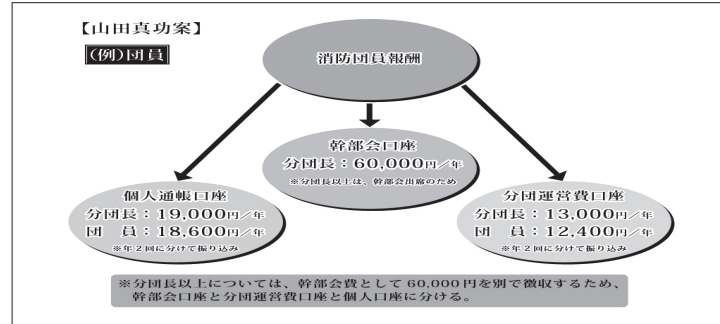 【山田真功案】
(例)団員
消防団員報酬
幹部会口座
分団長：60,000円／年
※分団長以上は、幹部会出席のため
個人通帳口座
分団長：19,000円／年
団　員：18,600円／年
※年2回に分けて振り込み
分団運営費口座
分団長：13,000円／年
団　員：12,400円／年
※年2回に分けて振り込み
※分団長以上については、幹部会費として60,000円を別で徴収するため、
幹部会口座と分団運営費口座と個人口座に分ける。